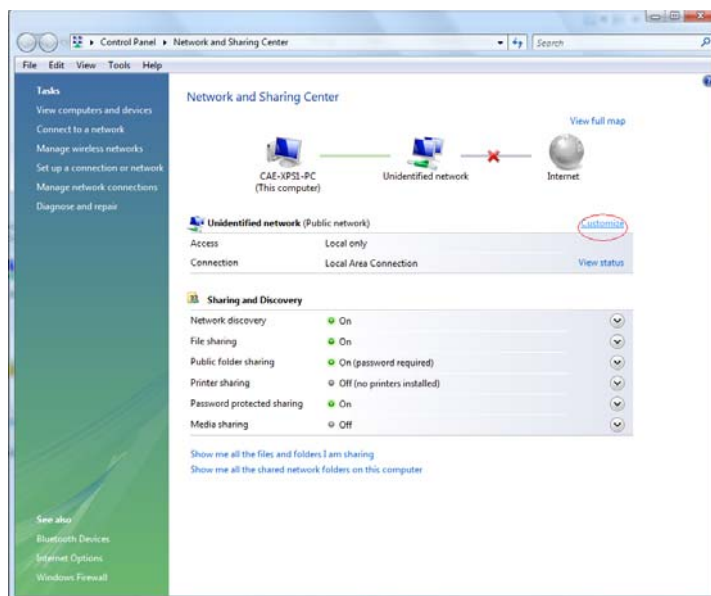 Control Panel ▸ Network and Sharing Center
Search
File Edit View Tools Help
Tasks
View computers and devices
Connect to a network
Manage wireless networks
Set up a connection or network
Manage network connections
Diagnose and repair
See also
Bluetooth Devices
Internet Options
Windows Firewall
Network and Sharing Center
View full map
CAE-XPS1-PC
(This computer)
Unidentified network
Internet
Unidentified network (Public network)
Customize
Access Local only
Connection Local Area Connection View status
Sharing and Discovery
Network discovery On
File sharing On
Public folder sharing On (password required)
Printer sharing Off (no printers installed)
Password protected sharing On
Media sharing Off
Show me all the files and folders I am sharing
Show me all the shared network folders on this computer